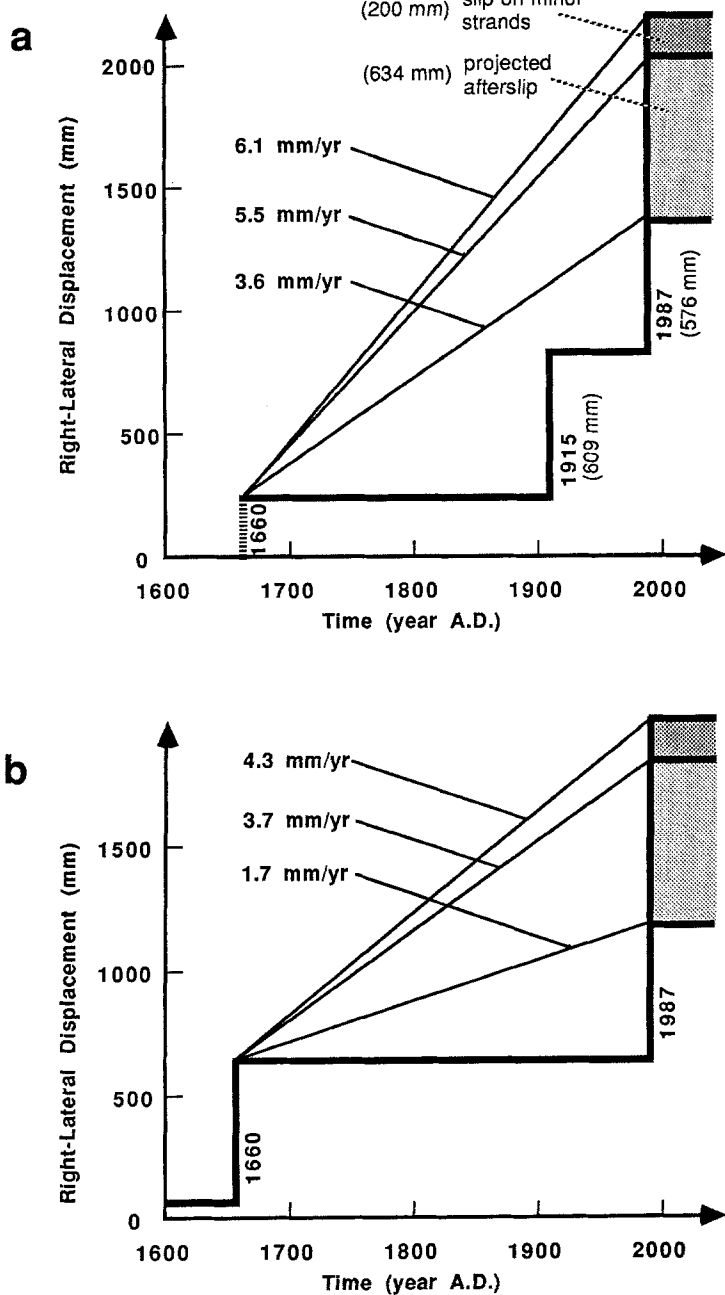 a
(200 mm)
strands
(634 mm) projected
afterslip
2000
1500
1000
500
0
Right-Lateral Displacement (mm)
6.1 mm/yr
5.5 mm/yr
3.6 mm/yr
1660
1915
(609 mm)
1987
(576 mm)
1600 1700 1800 1900 2000
Time (year A.D.)
b
1500
1000
500
0
Right-Lateral Displacement (mm)
4.3 mm/yr
3.7 mm/yr
1.7 mm/yr
1660
1987
1600 1700 1800 1900 2000
Time (year A.D.)